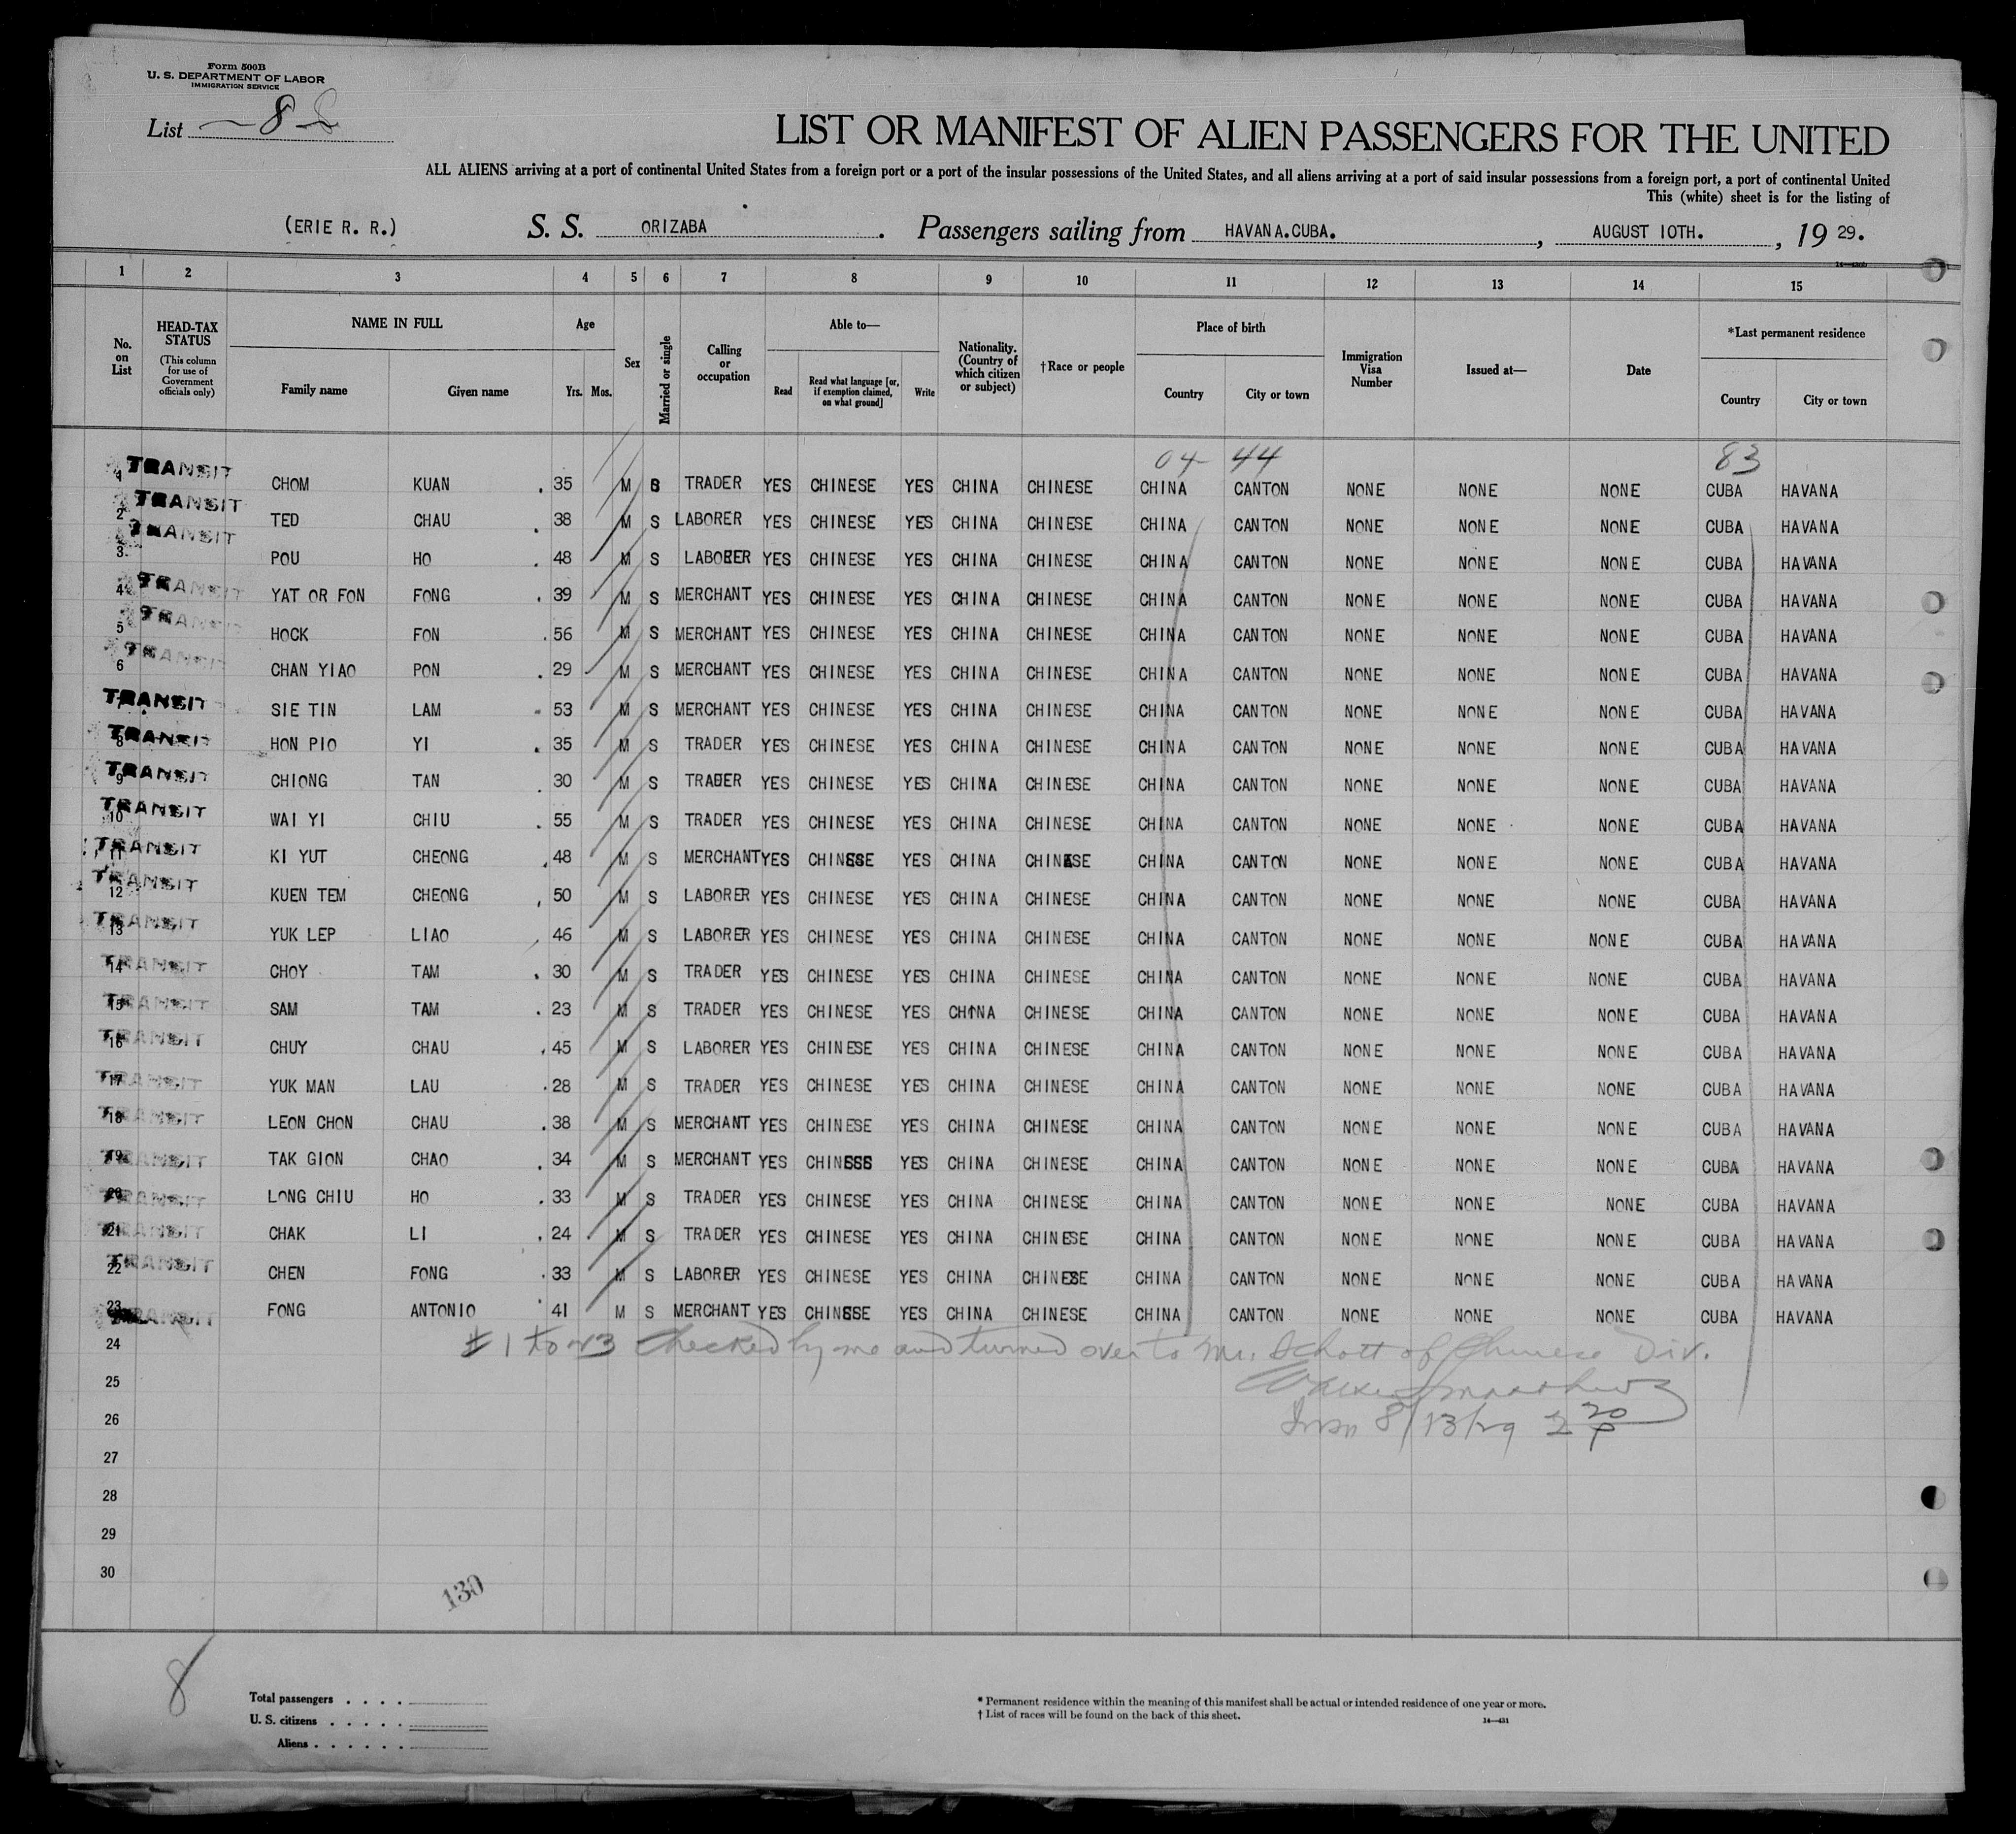 Form 500B
U. S. DEPARTMENT OF LABOR
IMMIGRATION SERVICE
List 8
LIST OR MANIFEST OF ALIEN PASSENGERS FOR THE UNITED
ALL ALIENS arriving at a port of continental United States from a foreign port or a port of the insular possessions of the United States, and all aliens arriving at a port of said insular possessions from a foreign port, a port of continental United
This (white) sheet is for the listing of
(ERIE R. R.) S. S. ORIZABA . Passengers sailing from HAVANA.CUBA. , AUGUST 10TH. , 19 29.
1 2 3 4 5 6 7 8 9 10 11 12 13 14 15
No. on List
HEAD-TAX STATUS (This column for use of Government officials only)
NAME IN FULL
Family name Given name
Age
Yrs. Mos.
Sex
Married or single
Calling or occupation
Able to—
Read
Read what language [or, if exemption claimed, on what ground]
Write
Nationality. (Country of which citizen or subject)
†Race or people
Place of birth
Country City or town
Immigration Visa Number
Issued at—
Date
*Last permanent residence
Country City or town
04 44 83
1 TRANSIT CHOM KUAN 35 M S TRADER YES CHINESE YES CHINA CHINESE CHINA CANTON NONE NONE NONE CUBA HAVANA
2 TRANSIT TED CHAU 38 M S LABORER YES CHINESE YES CHINA CHINESE CHINA CANTON NONE NONE NONE CUBA HAVANA
3 TRANSIT POU HO 48 M S LABORER YES CHINESE YES CHINA CHINESE CHINA CANTON NONE NONE NONE CUBA HAVANA
4 TRANSIT YAT OR FON FONG 39 M S MERCHANT YES CHINESE YES CHINA CHINESE CHINA CANTON NONE NONE NONE CUBA HAVANA
5 TRANSIT HOCK FON 56 M S MERCHANT YES CHINESE YES CHINA CHINESE CHINA CANTON NONE NONE NONE CUBA HAVANA
6 TRANSIT CHAN YIAO PON 29 M S MERCHANT YES CHINESE YES CHINA CHINESE CHINA CANTON NONE NONE NONE CUBA HAVANA
7 TRANSIT SIE TIN LAM 53 M S MERCHANT YES CHINESE YES CHINA CHINESE CHINA CANTON NONE NONE NONE CUBA HAVANA
8 TRANSIT HON PIO YI 35 M S TRADER YES CHINESE YES CHINA CHINESE CHINA CANTON NONE NONE NONE CUBA HAVANA
9 TRANSIT CHIONG TAN 30 M S TRADER YES CHINESE YES CHINA CHINESE CHINA CANTON NONE NONE NONE CUBA HAVANA
10 TRANSIT WAI YI CHIU 55 M S TRADER YES CHINESE YES CHINA CHINESE CHINA CANTON NONE NONE NONE CUBA HAVANA
11 TRANSIT KI YUT CHEONG 48 M S MERCHANT YES CHINESE YES CHINA CHINESE CHINA CANTON NONE NONE NONE CUBA HAVANA
12 TRANSIT KUEN TEM CHEONG 50 M S LABORER YES CHINESE YES CHINA CHINESE CHINA CANTON NONE NONE NONE CUBA HAVANA
13 TRANSIT YUK LEP LIAO 46 M S LABORER YES CHINESE YES CHINA CHINESE CHINA CANTON NONE NONE NONE CUBA HAVANA
14 TRANSIT CHOY TAM 30 M S TRADER YES CHINESE YES CHINA CHINESE CHINA CANTON NONE NONE NONE CUBA HAVANA
15 TRANSIT SAM TAM 23 M S TRADER YES CHINESE YES CHINA CHINESE CHINA CANTON NONE NONE NONE CUBA HAVANA
16 TRANSIT CHUY CHAU 45 M S LABORER YES CHINESE YES CHINA CHINESE CHINA CANTON NONE NONE NONE CUBA HAVANA
17 TRANSIT YUK MAN LAU 28 M S TRADER YES CHINESE YES CHINA CHINESE CHINA CANTON NONE NONE NONE CUBA HAVANA
18 TRANSIT LEON CHON CHAU 38 M S MERCHANT YES CHINESE YES CHINA CHINESE CHINA CANTON NONE NONE NONE CUBA HAVANA
19 TRANSIT TAK GION CHAO 34 M S MERCHANT YES CHINESE YES CHINA CHINESE CHINA CANTON NONE NONE NONE CUBA HAVANA
20 TRANSIT LONG CHIU HO 33 M S TRADER YES CHINESE YES CHINA CHINESE CHINA CANTON NONE NONE NONE CUBA HAVANA
21 TRANSIT CHAK LI 24 M S TRADER YES CHINESE YES CHINA CHINESE CHINA CANTON NONE NONE NONE CUBA HAVANA
22 TRANSIT CHEN FONG 33 M S LABORER YES CHINESE YES CHINA CHINESE CHINA CANTON NONE NONE NONE CUBA HAVANA
23 TRANSIT FONG ANTONIO 41 M S MERCHANT YES CHINESE YES CHINA CHINESE CHINA CANTON NONE NONE NONE CUBA HAVANA
24 # 1 to 23 checked by me and turned over to Mr. Schott of Chinese Div.
25
26 Insp 8/13/29 2 20 P
27
28
29
30
130
8
Total passengers . . . .
U. S. citizens . . . . .
Aliens . . . . . .
* Permanent residence within the meaning of this manifest shall be actual or intended residence of one year or more.
† List of races will be found on the back of this sheet.
14—431